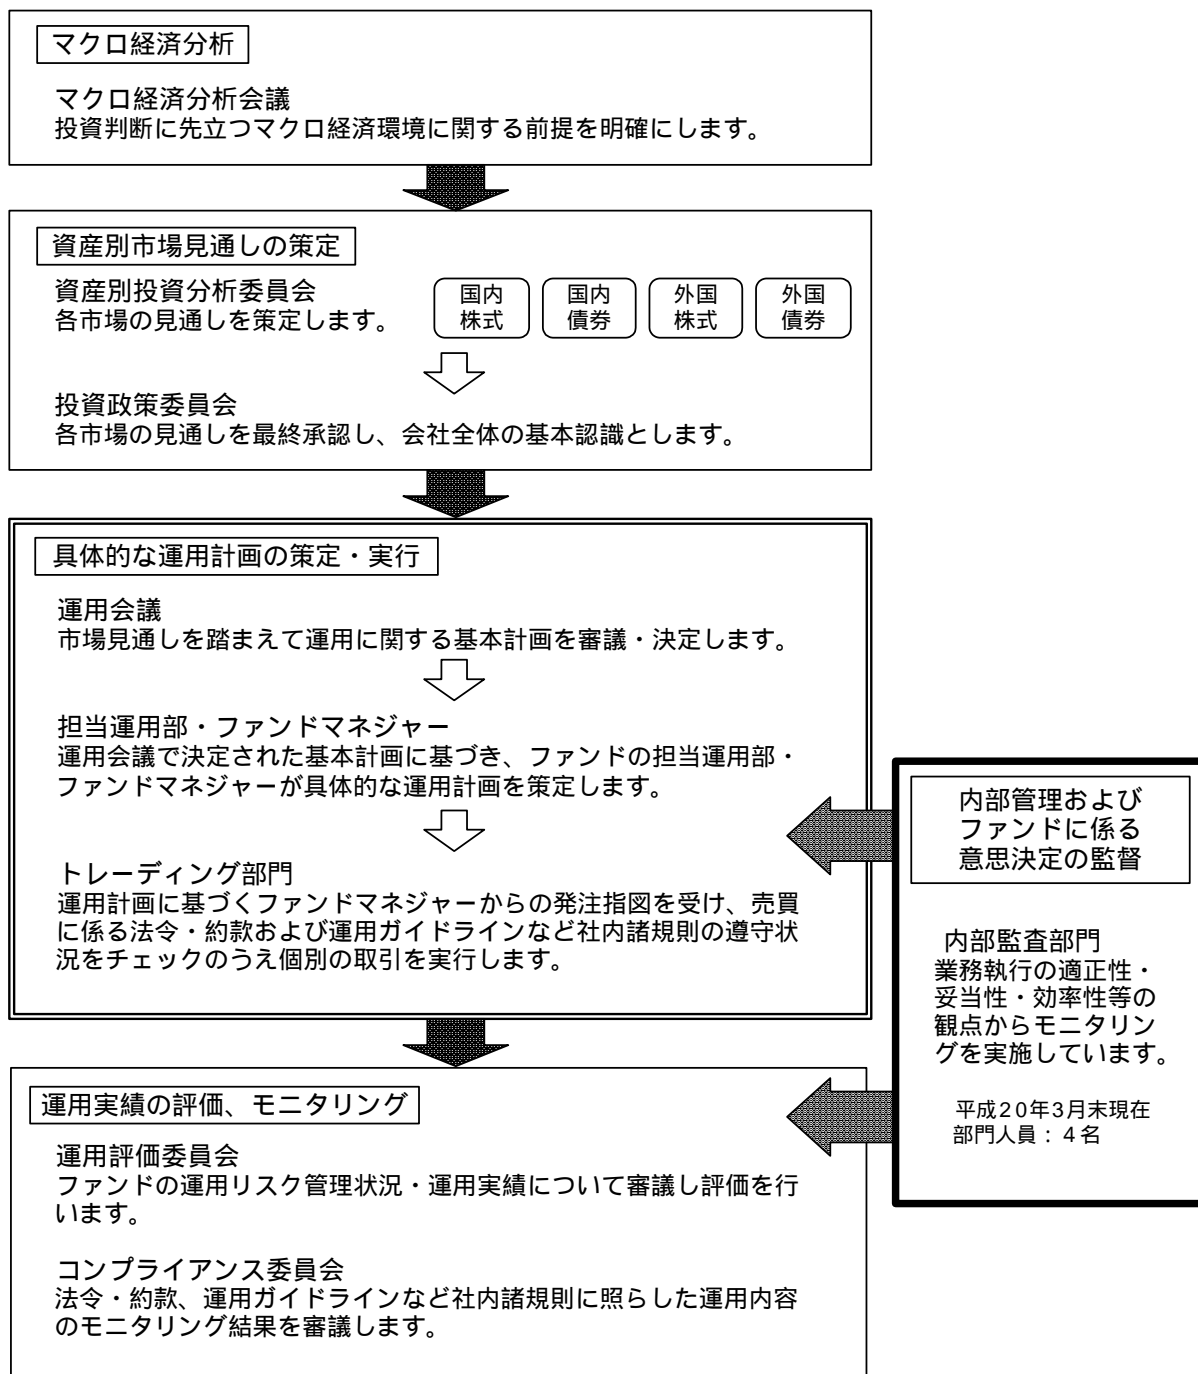 マクロ経済分析
マクロ経済分析会議
投資判断に先立つマクロ経済環境に関する前提を明確にします。
資産別市場見通しの策定
資産別投資分析委員会
各市場の見通しを策定します。
国内
株式
国内
債券
外国
株式
外国
債券
投資政策委員会
各市場の見通しを最終承認し、会社全体の基本認識とします。
具体的な運用計画の策定・実行
運用会議
市場見通しを踏まえて運用に関する基本計画を審議・決定します。
担当運用部・ファンドマネジャー
運用会議で決定された基本計画に基づき、ファンドの担当運用部・
ファンドマネジャーが具体的な運用計画を策定します。
トレーディング部門
運用計画に基づくファンドマネジャーからの発注指図を受け、売買
に係る法令・約款および運用ガイドラインなど社内諸規則の遵守状
況をチェックのうえ個別の取引を実行します。
内部管理および
ファンドに係る
意思決定の監督
内部監査部門
業務執行の適正性・
妥当性・効率性等の
観点からモニタリン
グを実施しています。
平成20年3月末現在
部門人員：4名
運用実績の評価、モニタリング
運用評価委員会
ファンドの運用リスク管理状況・運用実績について審議し評価を行
います。
コンプライアンス委員会
法令・約款、運用ガイドラインなど社内諸規則に照らした運用内容
のモニタリング結果を審議します。